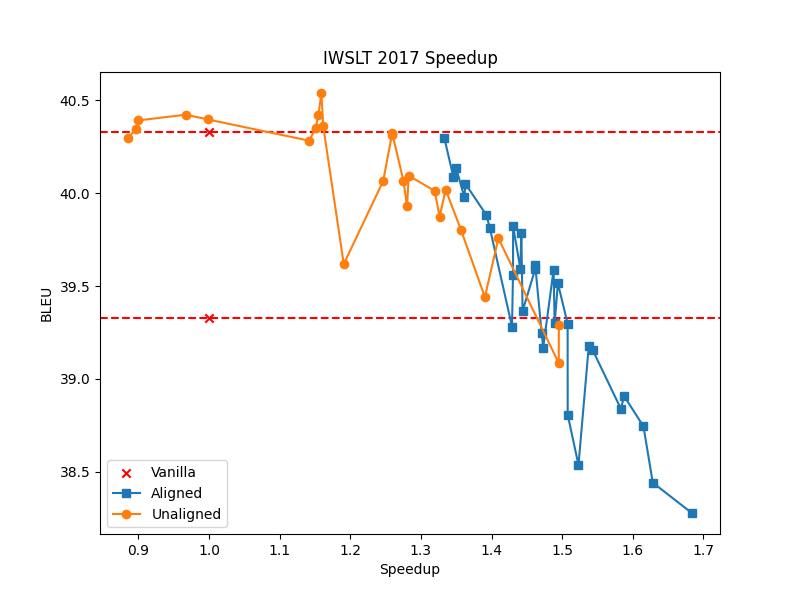 IWSLT 2017 Speedup
BLEU
40.5
40.0
39.5
39.0
38.5
Vanilla
Aligned
Unaligned
0.9 1.0 1.1 1.2 1.3 1.4 1.5 1.6 1.7
Speedup